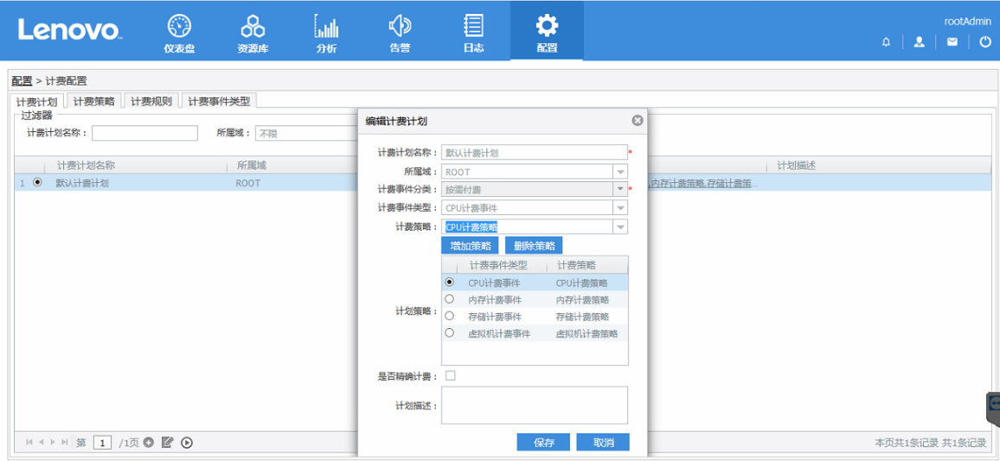 Lenovo
仪表盘
资源库
分析
告警
日志
配置
rootAdmin
配置 > 计费配置
计费计划
计费策略
计费规则
计费事件类型
过滤器
计费计划名称：
所属域： 不限
计费计划名称
所属域
计划描述
1 默认计费计划
ROOT
,内存计费策略,存储计费策...
编辑计费计划
计费计划名称： 默认计费计划 *
所属域： ROOT
计费事件分类： 按需付费 *
计费事件类型： CPU计费事件
计费策略： CPU计费策略
增加策略 删除策略
计费事件类型 计费策略
CPU计费事件 CPU计费策略
内存计费事件 内存计费策略
计划策略：
存储计费事件 存储计费策略
虚拟机计费事件 虚拟机计费策略
是否精确计费：
计划描述：
保存 取消
第 1 /1页
本页共1条记录 共1条记录